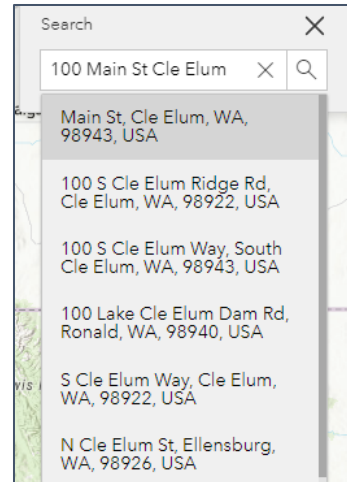 Search
100 Main St Cle Elum
Main St, Cle Elum, WA,
98943, USA
100 S Cle Elum Ridge Rd,
Cle Elum, WA, 98922, USA
100 S Cle Elum Way, South
Cle Elum, WA, 98943, USA
100 Lake Cle Elum Dam Rd,
Ronald, WA, 98940, USA
S Cle Elum Way, Cle Elum,
WA, 98922, USA
N Cle Elum St, Ellensburg,
WA, 98926, USA